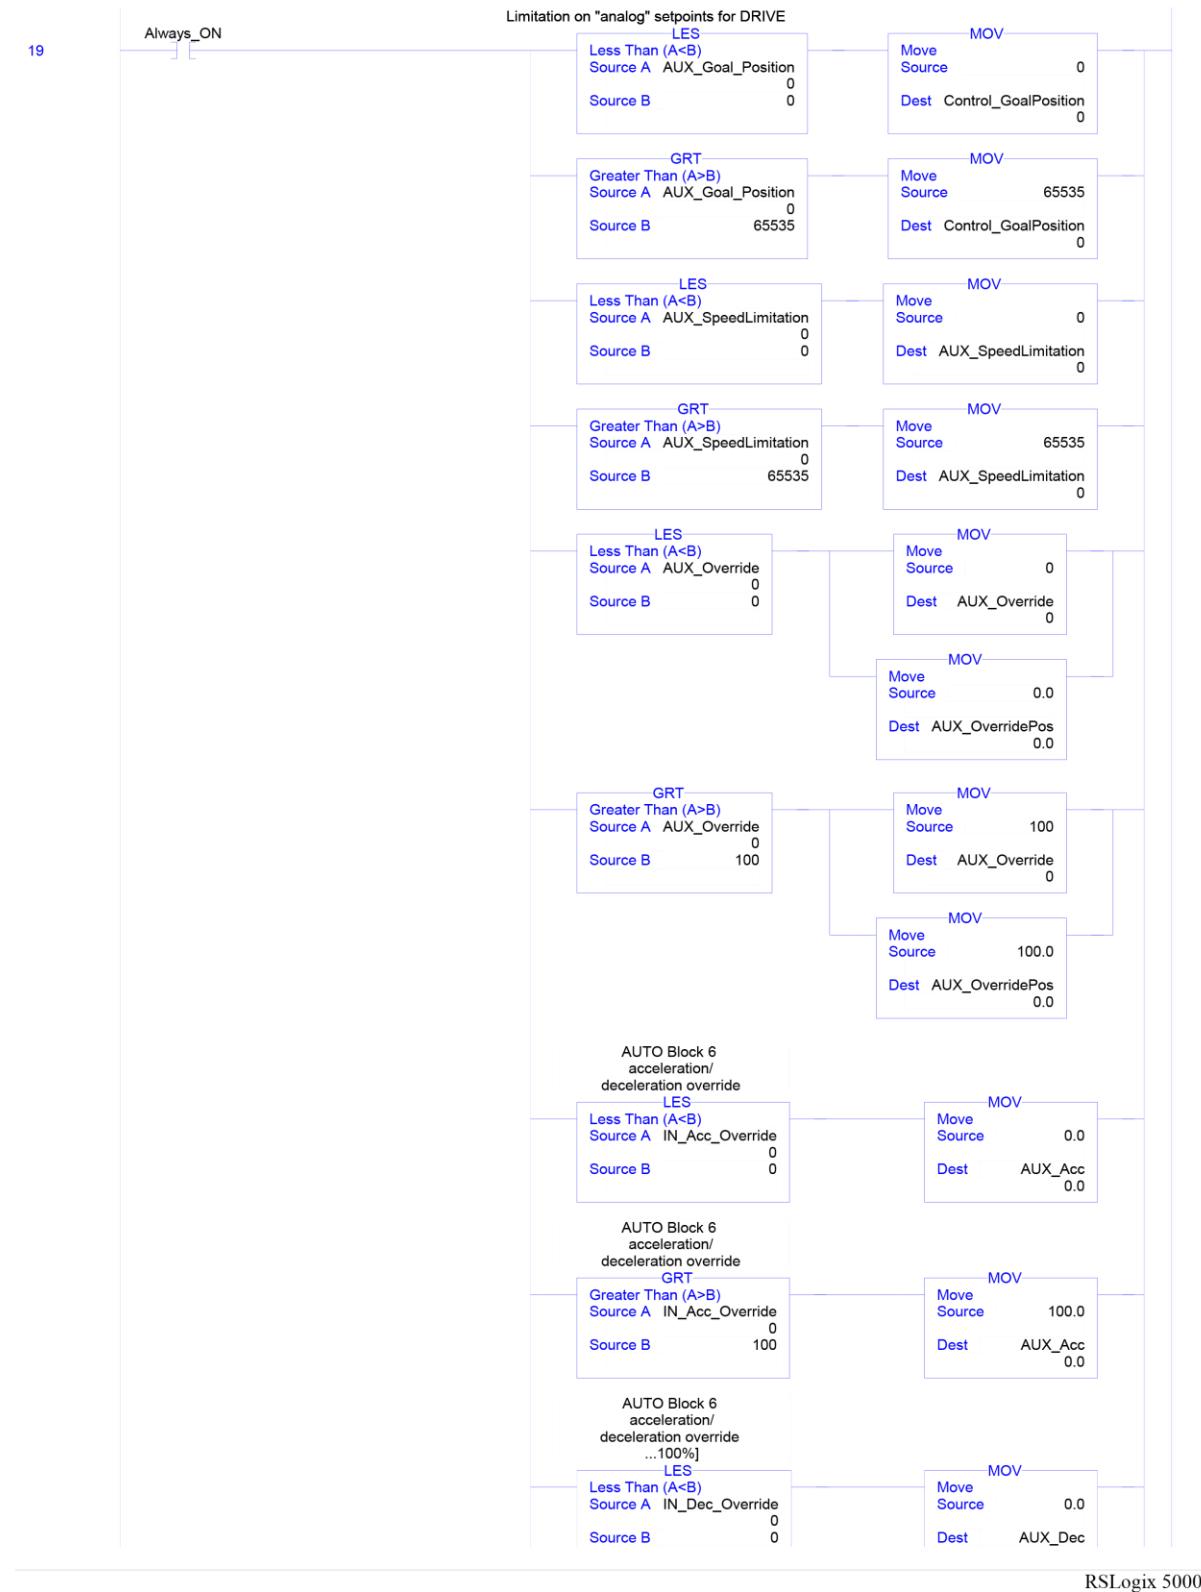 Limitation on "analog" setpoints for DRIVE
Always_ON
19
LES
Less Than (A<B)
Source A AUX_Goal_Position
0
Source B 0
MOV
Move
Source 0
Dest Control_GoalPosition
0
GRT
Greater Than (A>B)
Source A AUX_Goal_Position
0
Source B 65535
MOV
Move
Source 65535
Dest Control_GoalPosition
0
LES
Less Than (A<B)
Source A AUX_SpeedLimitation
0
Source B 0
MOV
Move
Source 0
Dest AUX_SpeedLimitation
0
GRT
Greater Than (A>B)
Source A AUX_SpeedLimitation
0
Source B 65535
MOV
Move
Source 65535
Dest AUX_SpeedLimitation
0
LES
Less Than (A<B)
Source A AUX_Override
0
Source B 0
MOV
Move
Source 0
Dest AUX_Override
0
MOV
Move
Source 0.0
Dest AUX_OverridePos
0.0
GRT
Greater Than (A>B)
Source A AUX_Override
0
Source B 100
MOV
Move
Source 100
Dest AUX_Override
0
MOV
Move
Source 100.0
Dest AUX_OverridePos
0.0
AUTO Block 6
acceleration/
deceleration override
LES
Less Than (A<B)
Source A IN_Acc_Override
0
Source B 0
MOV
Move
Source 0.0
Dest AUX_Acc
0.0
AUTO Block 6
acceleration/
deceleration override
GRT
Greater Than (A>B)
Source A IN_Acc_Override
0
Source B 100
MOV
Move
Source 100.0
Dest AUX_Acc
0.0
AUTO Block 6
acceleration/
deceleration override
...100%]
LES
Less Than (A<B)
Source A IN_Dec_Override
0
Source B 0
MOV
Move
Source 0.0
Dest AUX_Dec
RSLogix 5000